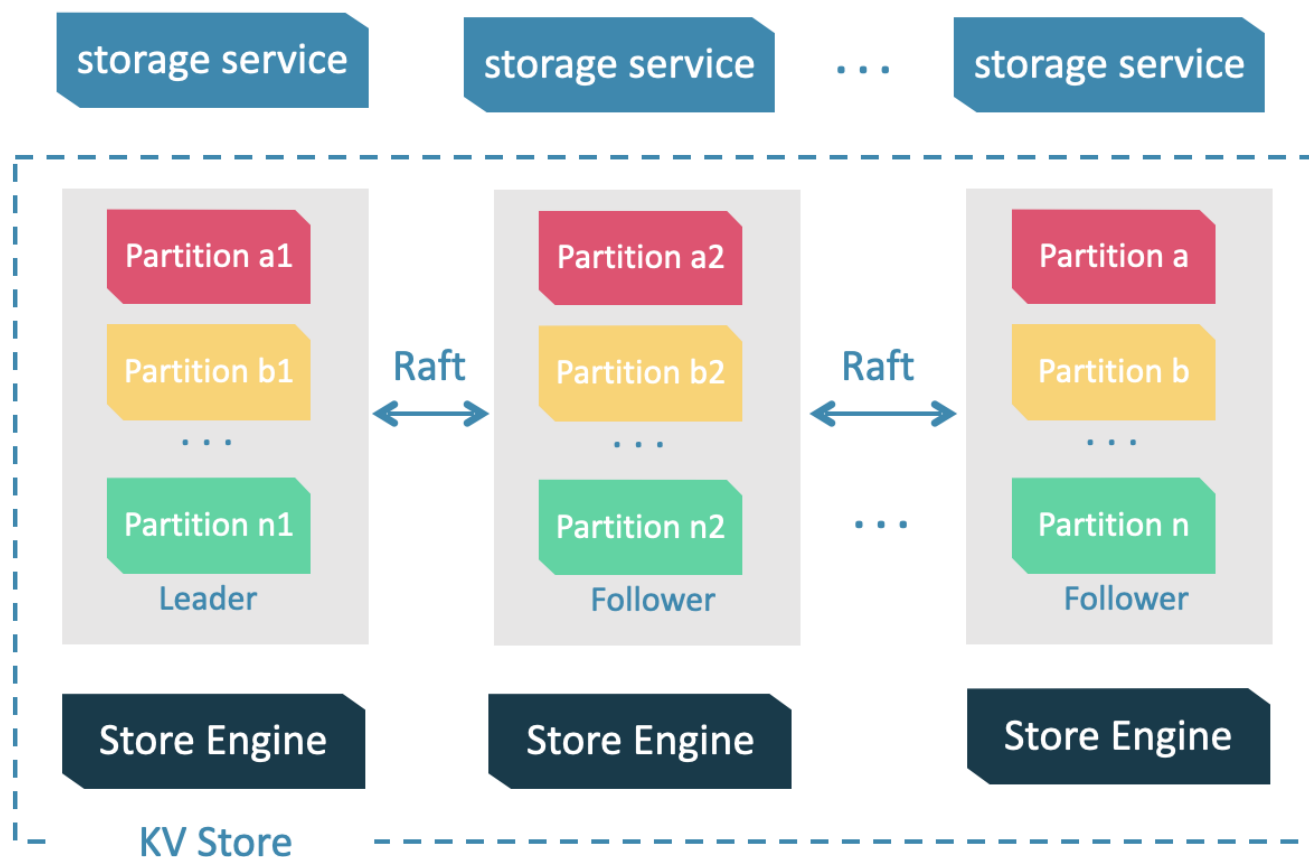 storage service
storage service
. . .
storage service
Partition a1
Partition b1
. . .
Partition n1
Leader
Raft
Partition a2
Partition b2
. . .
Partition n2
Follower
Raft
. . .
Partition a
Partition b
. . .
Partition n
Follower
Store Engine
Store Engine
Store Engine
KV Store